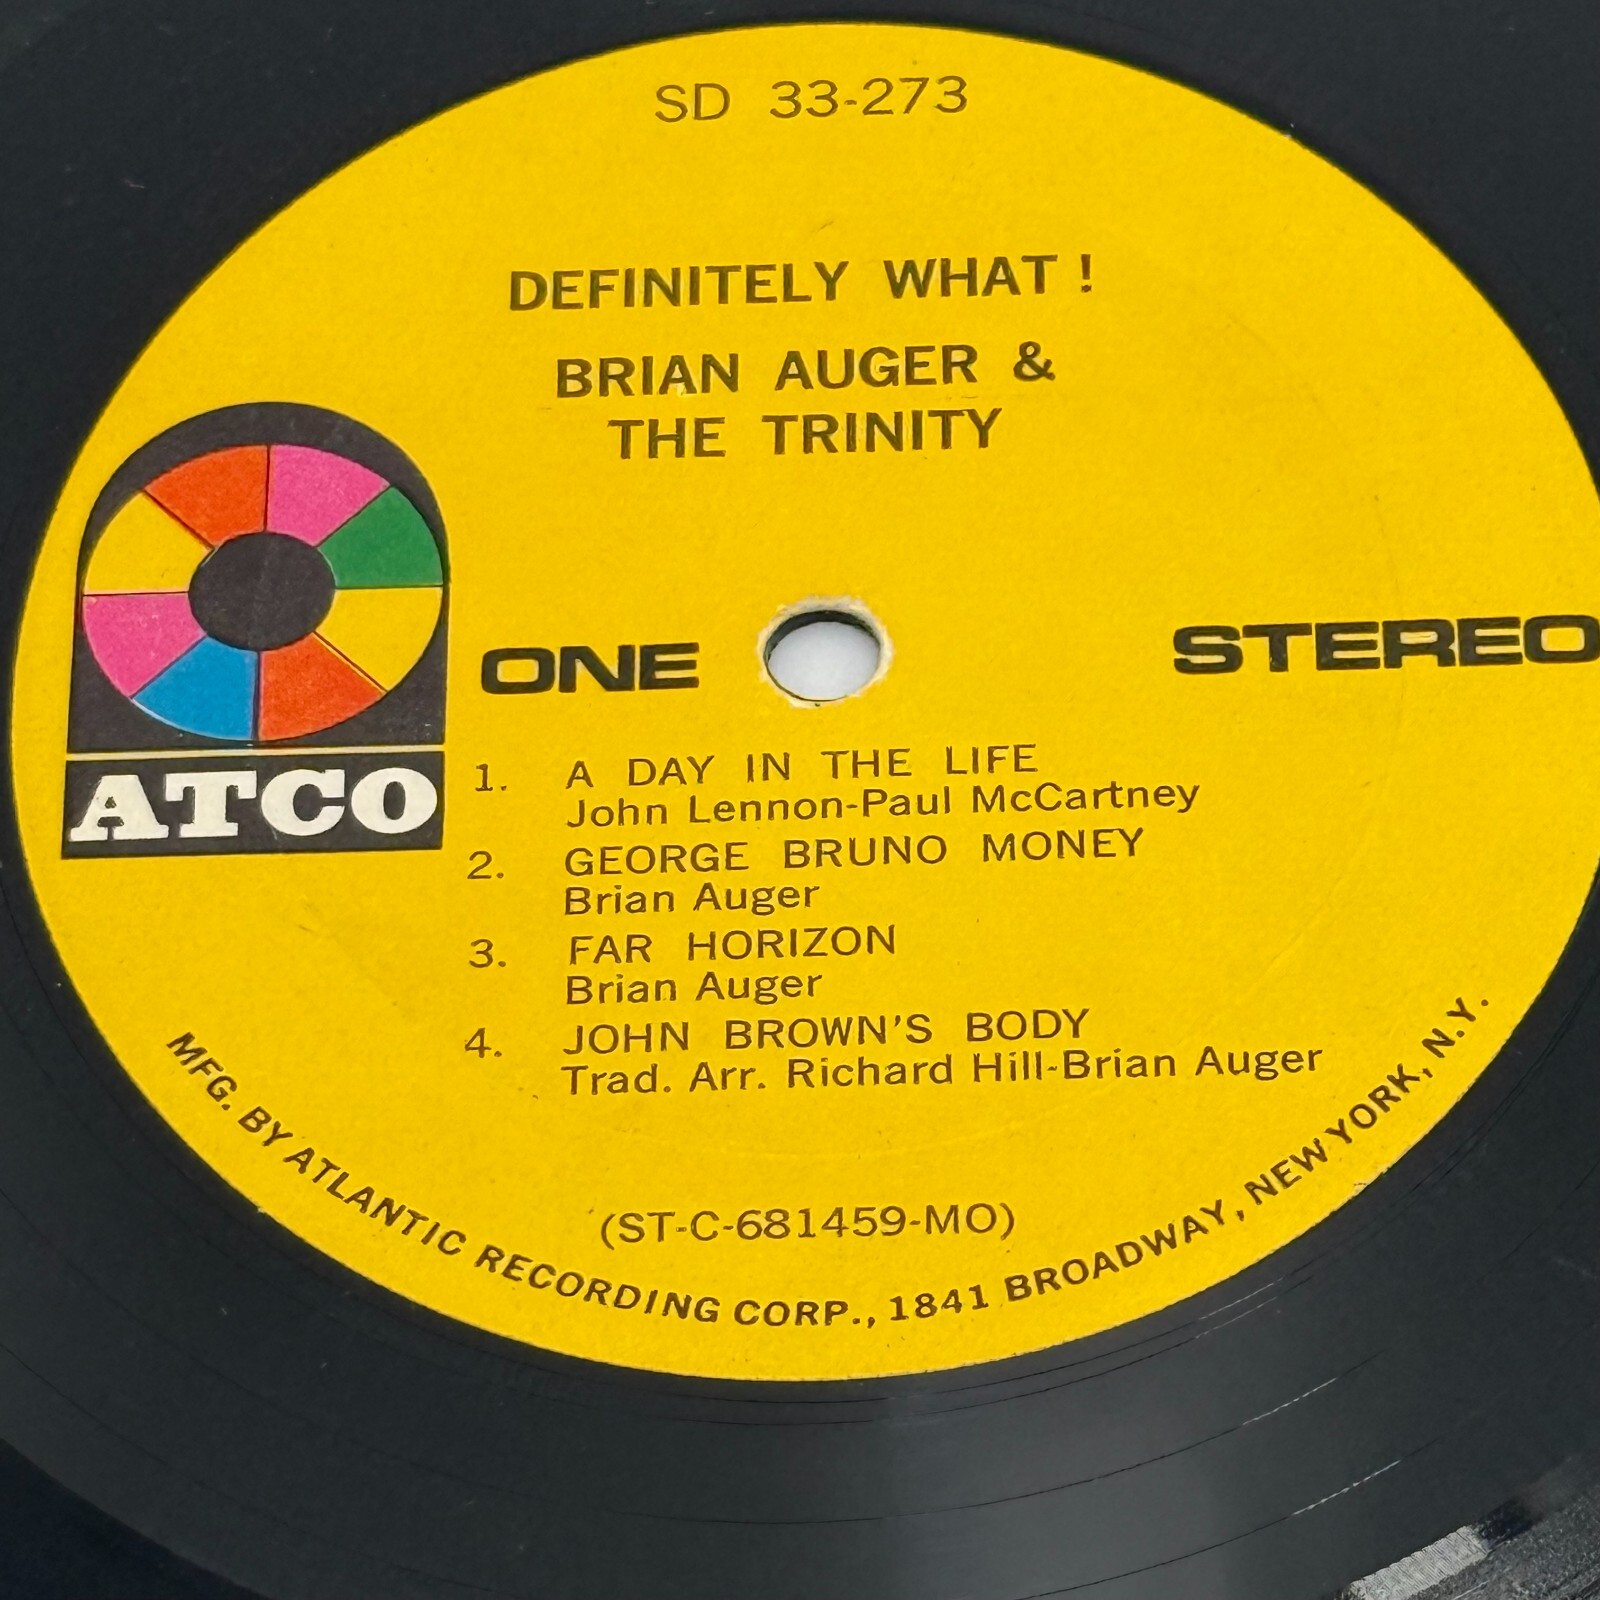 SD 33-273
DEFINITELY WHAT !
BRIAN AUGER &
THE TRINITY
ATCO
ONE
STEREO
1. A DAY IN THE LIFE
John Lennon-Paul McCartney
2. GEORGE BRUNO MONEY
Brian Auger
3. FAR HORIZON
Brian Auger
4. JOHN BROWN'S BODY
Trad. Arr. Richard Hill-Brian Auger
(ST-C-681459-MO)
MFG. BY ATLANTIC RECORDING CORP., 1841 BROADWAY, NEW YORK, N.Y.